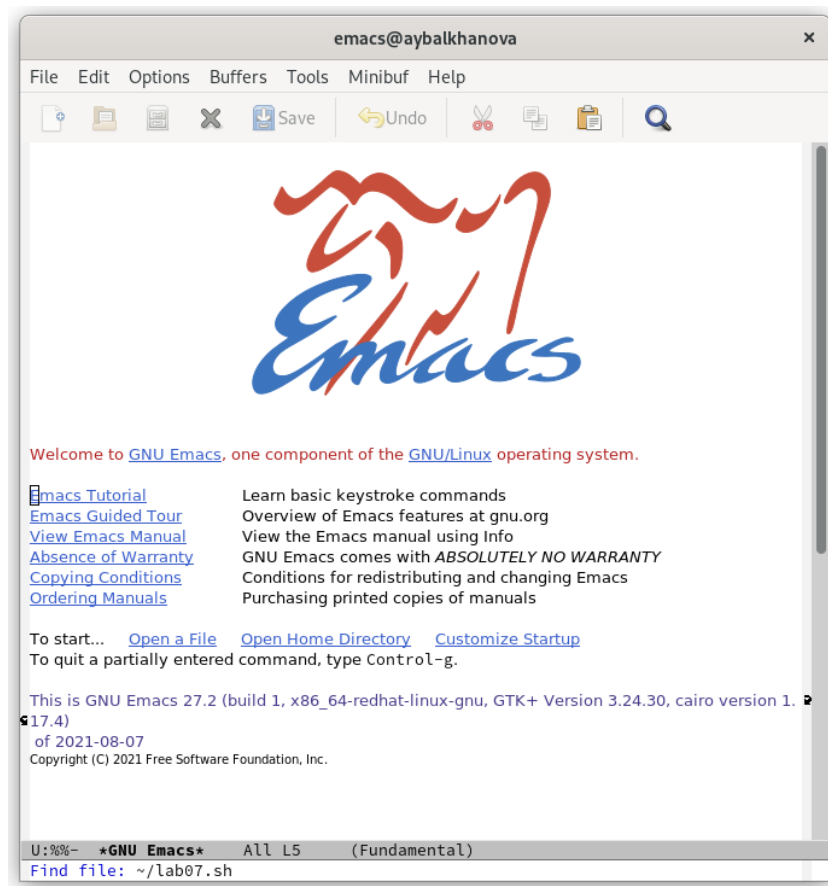 emacs@aybalkhanova ×
File Edit Options Buffers Tools Minibuf Help
Save Undo
Emacs
Welcome to GNU Emacs, one component of the GNU/Linux operating system.
Emacs Tutorial Learn basic keystroke commands
Emacs Guided Tour Overview of Emacs features at gnu.org
View Emacs Manual View the Emacs manual using Info
Absence of Warranty GNU Emacs comes with ABSOLUTELY NO WARRANTY
Copying Conditions Conditions for redistributing and changing Emacs
Ordering Manuals Purchasing printed copies of manuals
To start... Open a File Open Home Directory Customize Startup
To quit a partially entered command, type Control-g.
This is GNU Emacs 27.2 (build 1, x86_64-redhat-linux-gnu, GTK+ Version 3.24.30, cairo version 1.
17.4)
of 2021-08-07
Copyright (C) 2021 Free Software Foundation, Inc.
U:%%- *GNU Emacs* All L5 (Fundamental)
Find file: ~/lab07.sh